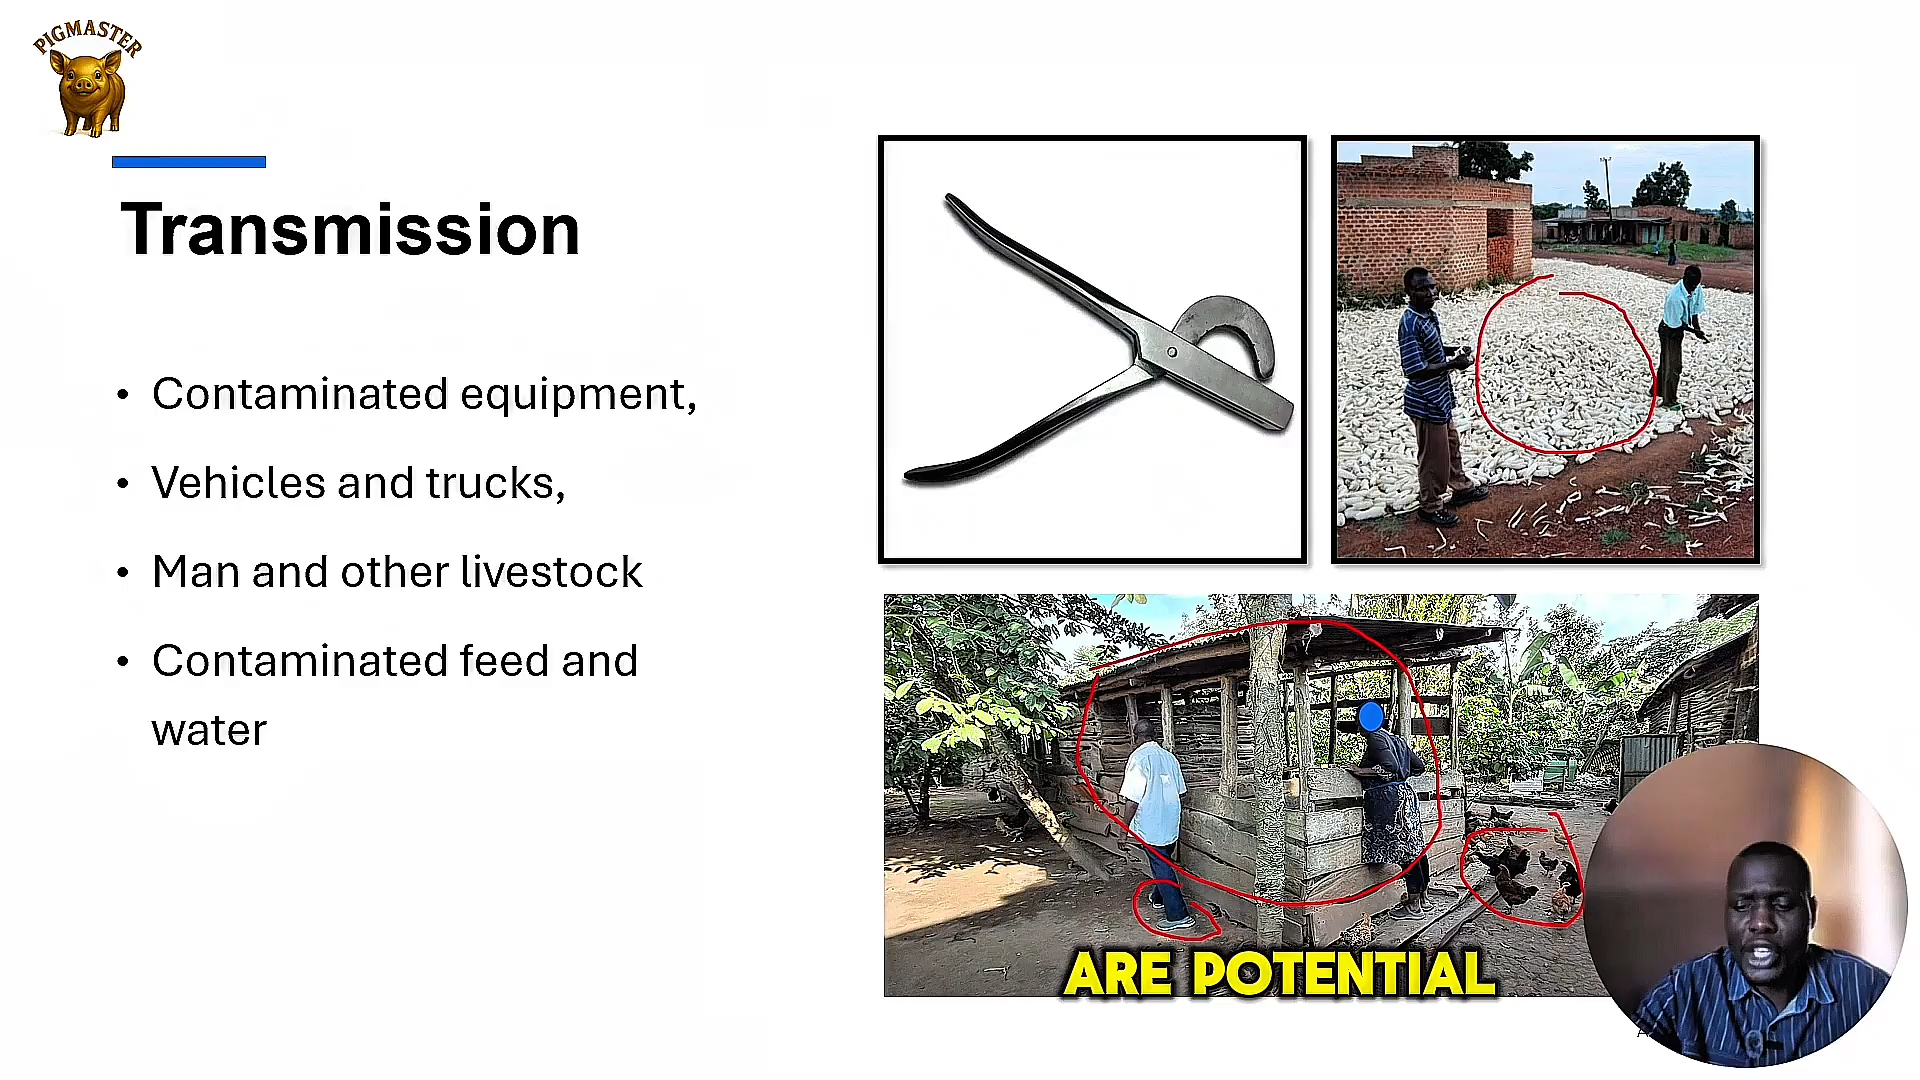 PIGMASTER
Transmission
• Contaminated equipment,
• Vehicles and trucks,
• Man and other livestock
• Contaminated feed and
water
ARE POTENTIAL